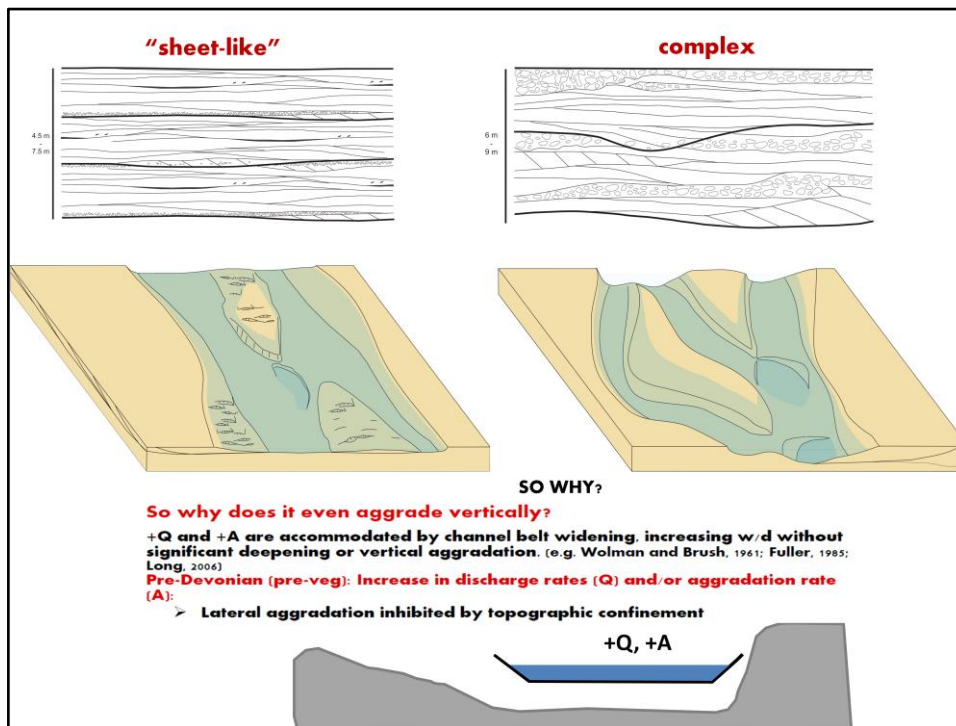 “sheet-like”
complex
4.5 m
-
7.5 m
6 m
-
9 m
SO WHY?
So why does it even aggrade vertically?
+Q and +A are accommodated by channel belt widening, increasing w/d without
significant deepening or vertical aggradation. (e.g. Wolman and Brush, 1961; Fuller, 1985;
Long, 2006)
Pre-Devonian (pre-veg): Increase in discharge rates (Q) and/or aggradation rate
(A):
➤ Lateral aggradation inhibited by topographic confinement
+Q, +A